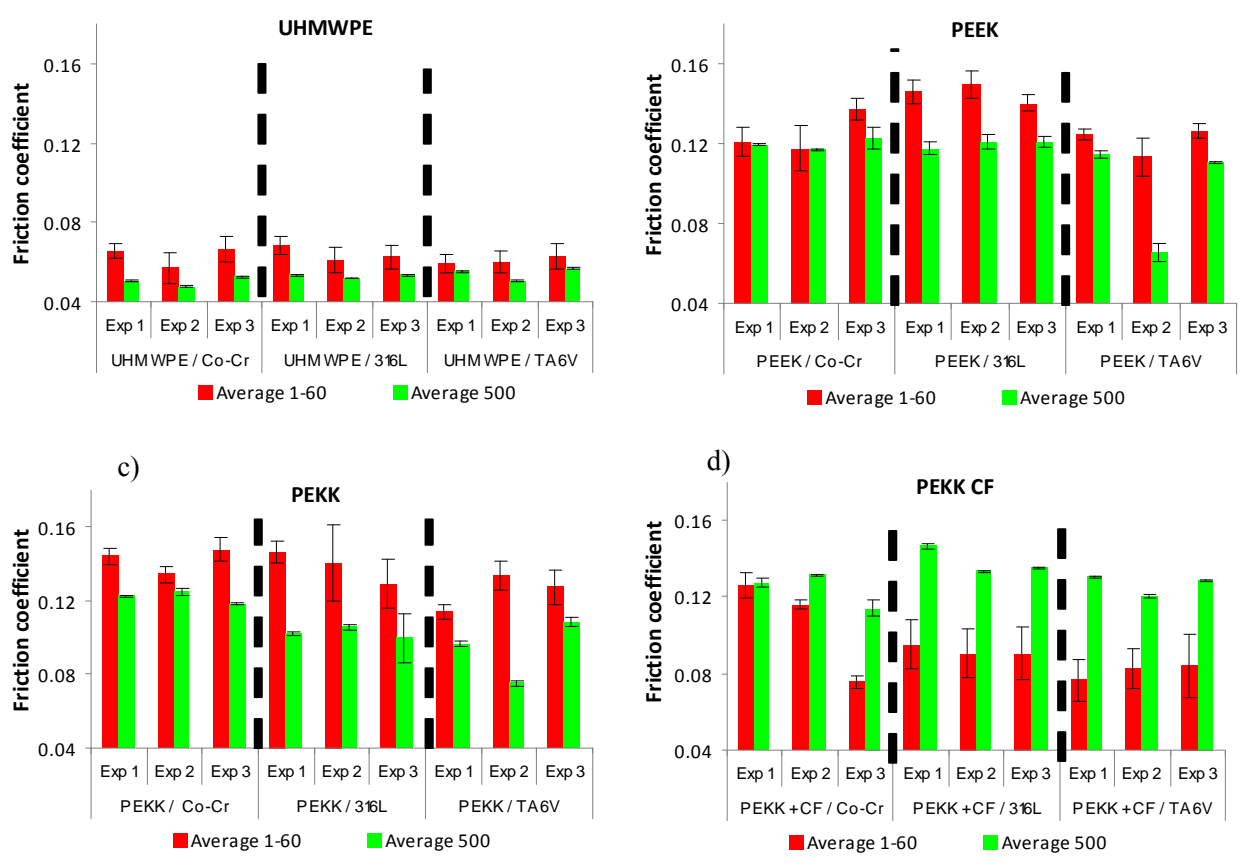 UHMWPE
Friction coefficient
0.16
0.12
0.08
0.04
Exp 1 Exp 2 Exp 3 Exp 1 Exp 2 Exp 3 Exp 1 Exp 2 Exp 3
UHMWPE / Co-Cr UHMWPE / 316L UHMWPE / TA6V
Average 1-60 Average 500
PEEK
Friction coefficient
0.16
0.12
0.08
0.04
Exp 1 Exp 2 Exp 3 Exp 1 Exp 2 Exp 3 Exp 1 Exp 2 Exp 3
PEEK / Co-Cr PEEK / 316L PEEK / TA6V
Average 1-60 Average 500
c)
PEKK
Friction coefficient
0.16
0.12
0.08
0.04
Exp 1 Exp 2 Exp 3 Exp 1 Exp 2 Exp 3 Exp 1 Exp 2 Exp 3
PEKK / Co-Cr PEKK / 316L PEKK / TA6V
Average 1-60 Average 500
d)
PEKK CF
Friction coefficient
0.16
0.12
0.08
0.04
Exp 1 Exp 2 Exp 3 Exp 1 Exp 2 Exp 3 Exp 1 Exp 2 Exp 3
PEKK +CF / Co-Cr PEKK +CF / 316L PEKK +CF / TA6V
Average 1-60 Average 500